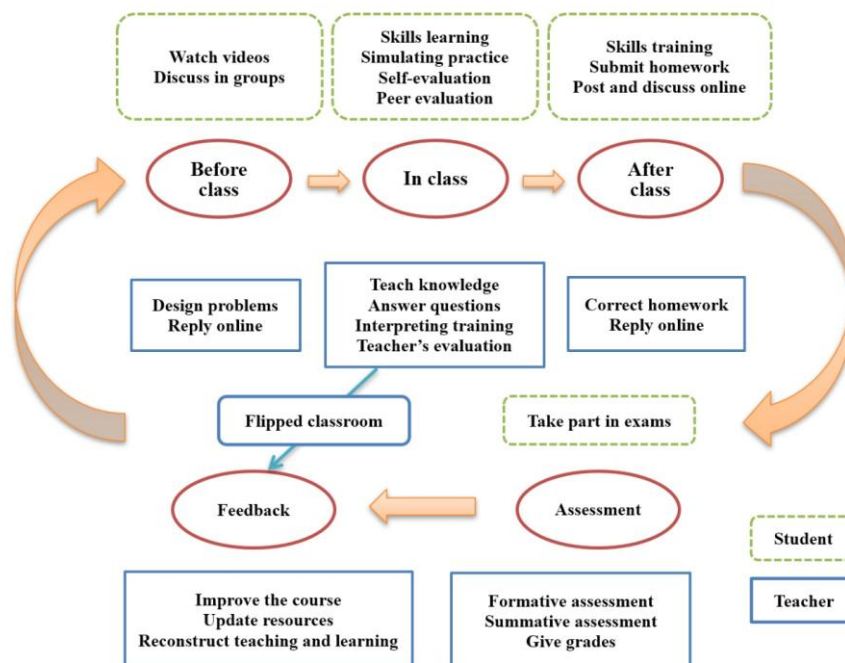 Watch videos
Discuss in groups
Skills learning
Simulating practice
Self-evaluation
Peer evaluation
Skills training
Submit homework
Post and discuss online
Before
class
In class
After
class
Design problems
Reply online
Teach knowledge
Answer questions
Interpreting training
Teacher’s evaluation
Correct homework
Reply online
Flipped classroom
Take part in exams
Feedback
Assessment
Student
Teacher
Improve the course
Update resources
Reconstruct teaching and learning
Formative assessment
Summative assessment
Give grades